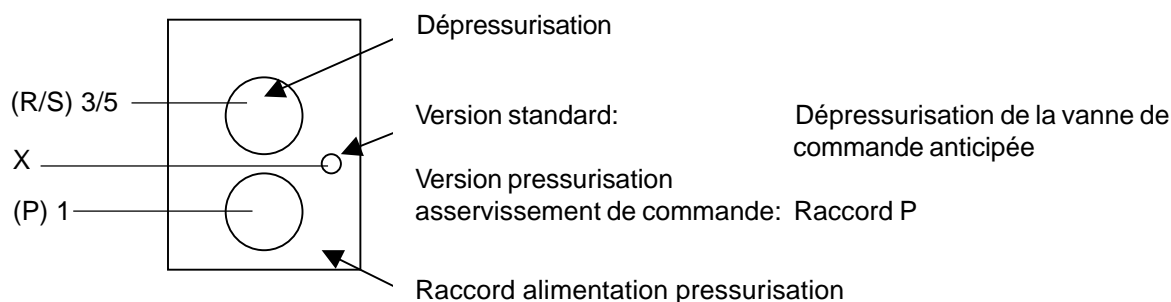 Dépressurisation
(R/S) 3/5
Version standard: Dépressurisation de la vanne de
commande anticipée
X
Version pressurisation
asservissement de commande: Raccord P
(P) 1
Raccord alimentation pressurisation